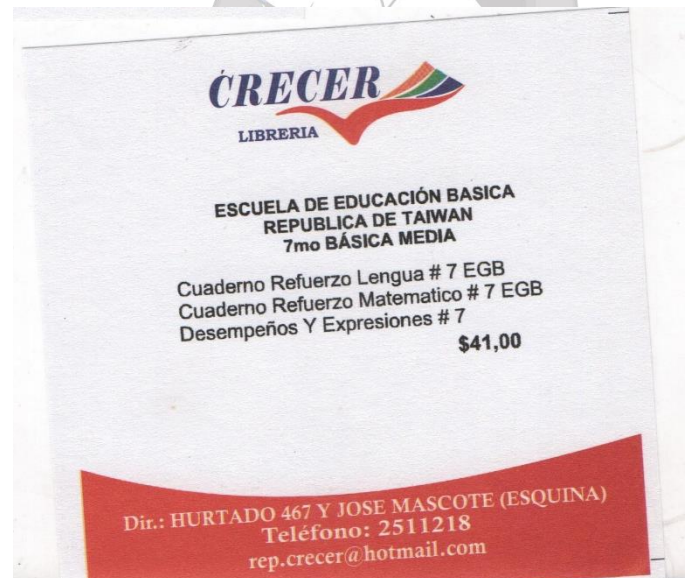 CRECER
LIBRERIA
ESCUELA DE EDUCACIÓN BASICA
REPUBLICA DE TAIWAN
7mo BÁSICA MEDIA
Cuaderno Refuerzo Lengua # 7 EGB
Cuaderno Refuerzo Matematico # 7 EGB
Desempeños Y Expresiones # 7
$41,00
Dir.: HURTADO 467 Y JOSE MASCOTE (ESQUINA)
Teléfono: 2511218
rep.crecer@hotmail.com